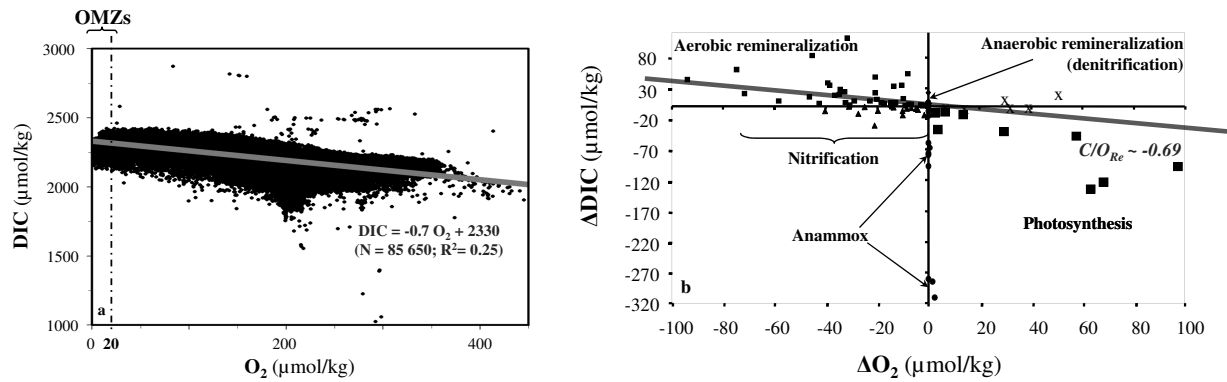 OMZs
3000
2500
2000
1500
1000
DIC (µmol/kg)
DIC = -0.7 O2 + 2330
(N = 85 650; R2= 0.25)
a
0 20 200 400
O2 (µmol/kg)
80
30
-20
-70
-120
-170
-220
-270
-320
ΔDIC (µmol/kg)
Aerobic remineralization
Anaerobic remineralization
(denitrification)
x
x
x
x
Nitrification
C/ORe ~ -0.69
Photosynthesis
Anammox
b
-100 -80 -60 -40 -20 0 20 40 60 80 100
ΔO2 (µmol/kg)